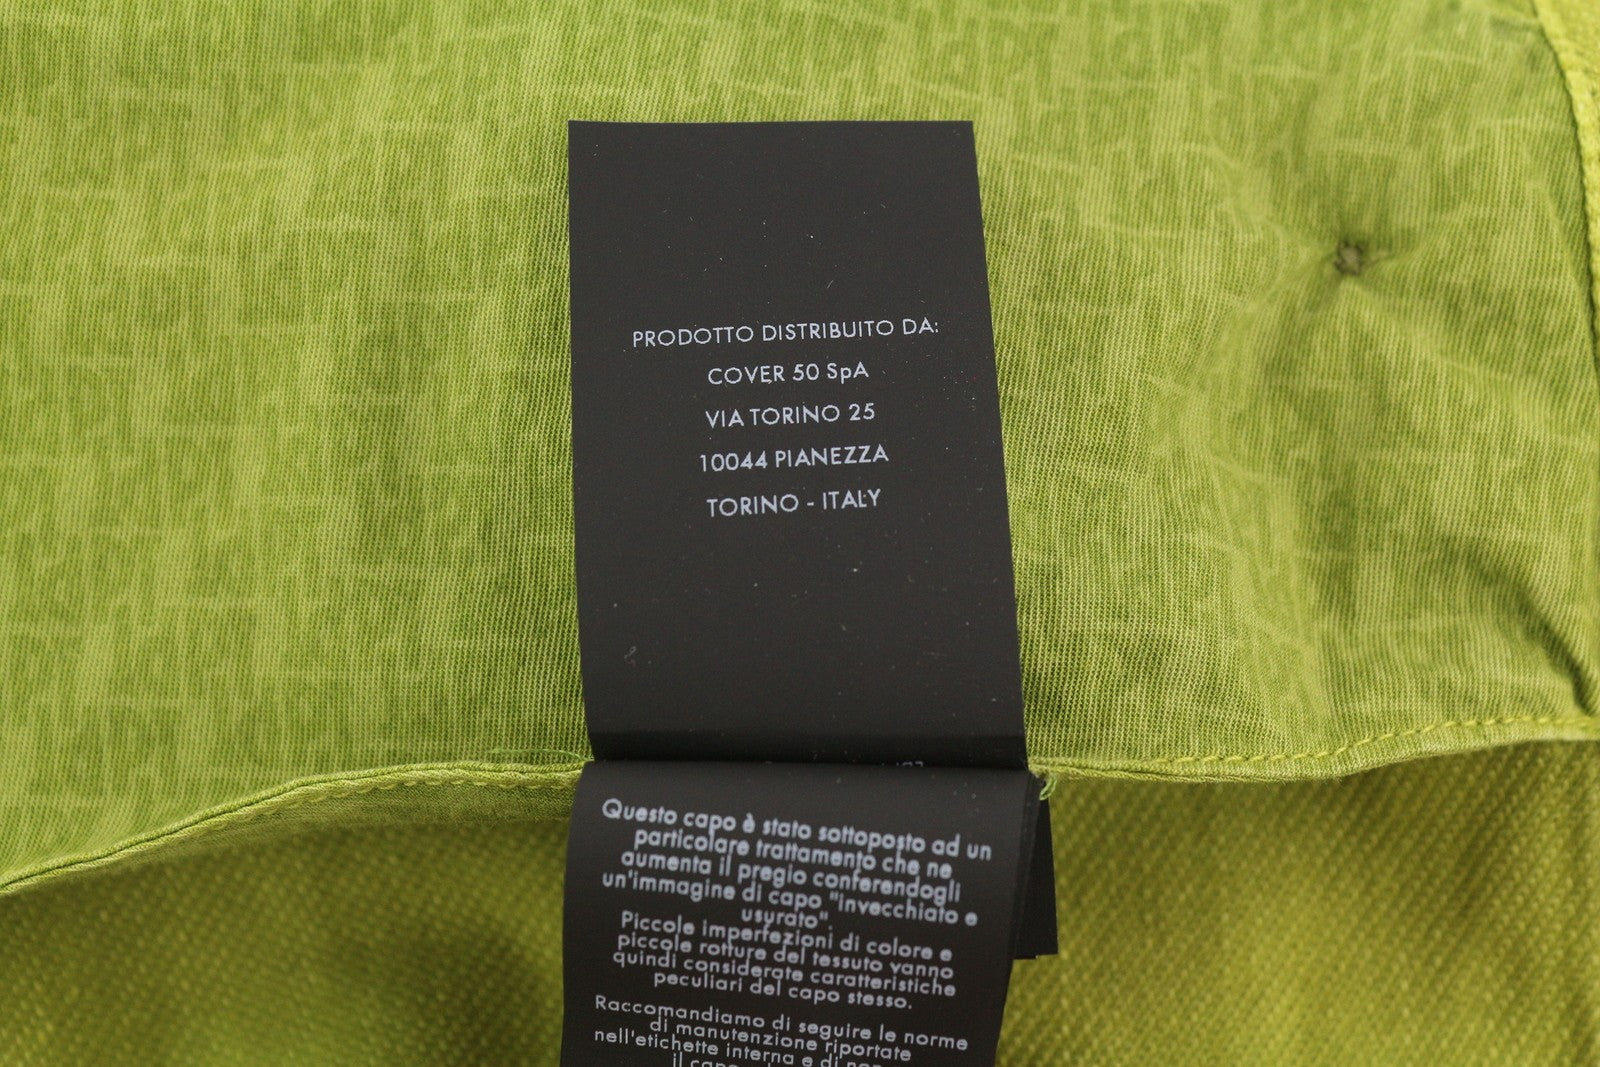 PRODOTTO DISTRIBUITO DA:
COVER 50 SpA
VIA TORINO 25
10044 PIANEZZA
TORINO - ITALY
Questo capo è stato sottoposto ad un
particolare trattamento che ne
aumenta il pregio conferendogli
un'immagine di capo "invecchiato e
usurato".
Piccole imperfezioni di colore e
piccole rotture del tessuto vanno
quindi considerate caratteristiche
peculiari del capo stesso.
Raccomandiamo di seguire le norme
di manutenzione riportate
nell'etichette interna e di non
il capo